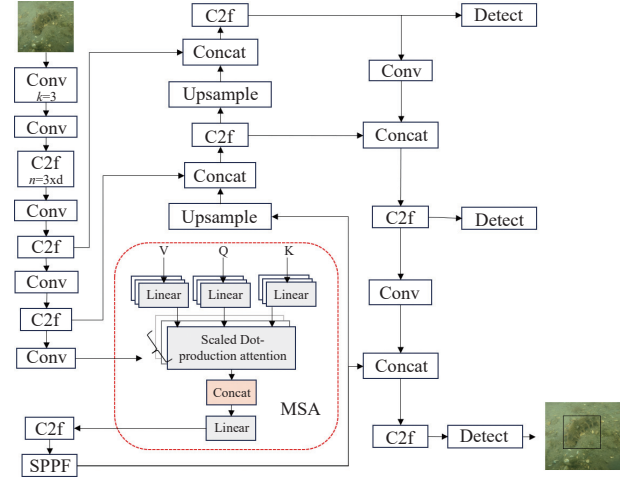 Conv
k=3
Conv
C2f
n=3xd
Conv
C2f
Conv
C2f
Conv
C2f
SPPF
C2f
Concat
Upsample
C2f
Concat
Upsample
V Q K
Linear Linear Linear
Scaled Dot-
production attention
Concat
Linear
MSA
Detect
Conv
Concat
C2f
Detect
Conv
Concat
C2f
Detect